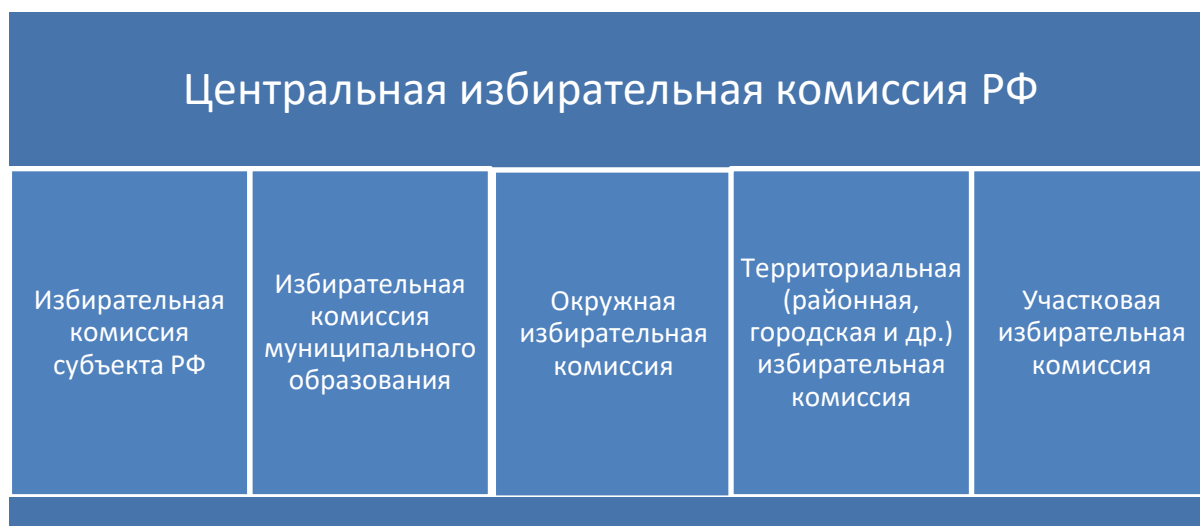 Центральная избирательная комиссия РФ
Избирательная
комиссия
субъекта РФ
Избирательная
комиссия
муниципального
образования
Окружная
избирательная
комиссия
Территориальная
(районная,
городская и др.)
избирательная
комиссия
Участковая
избирательная
комиссия